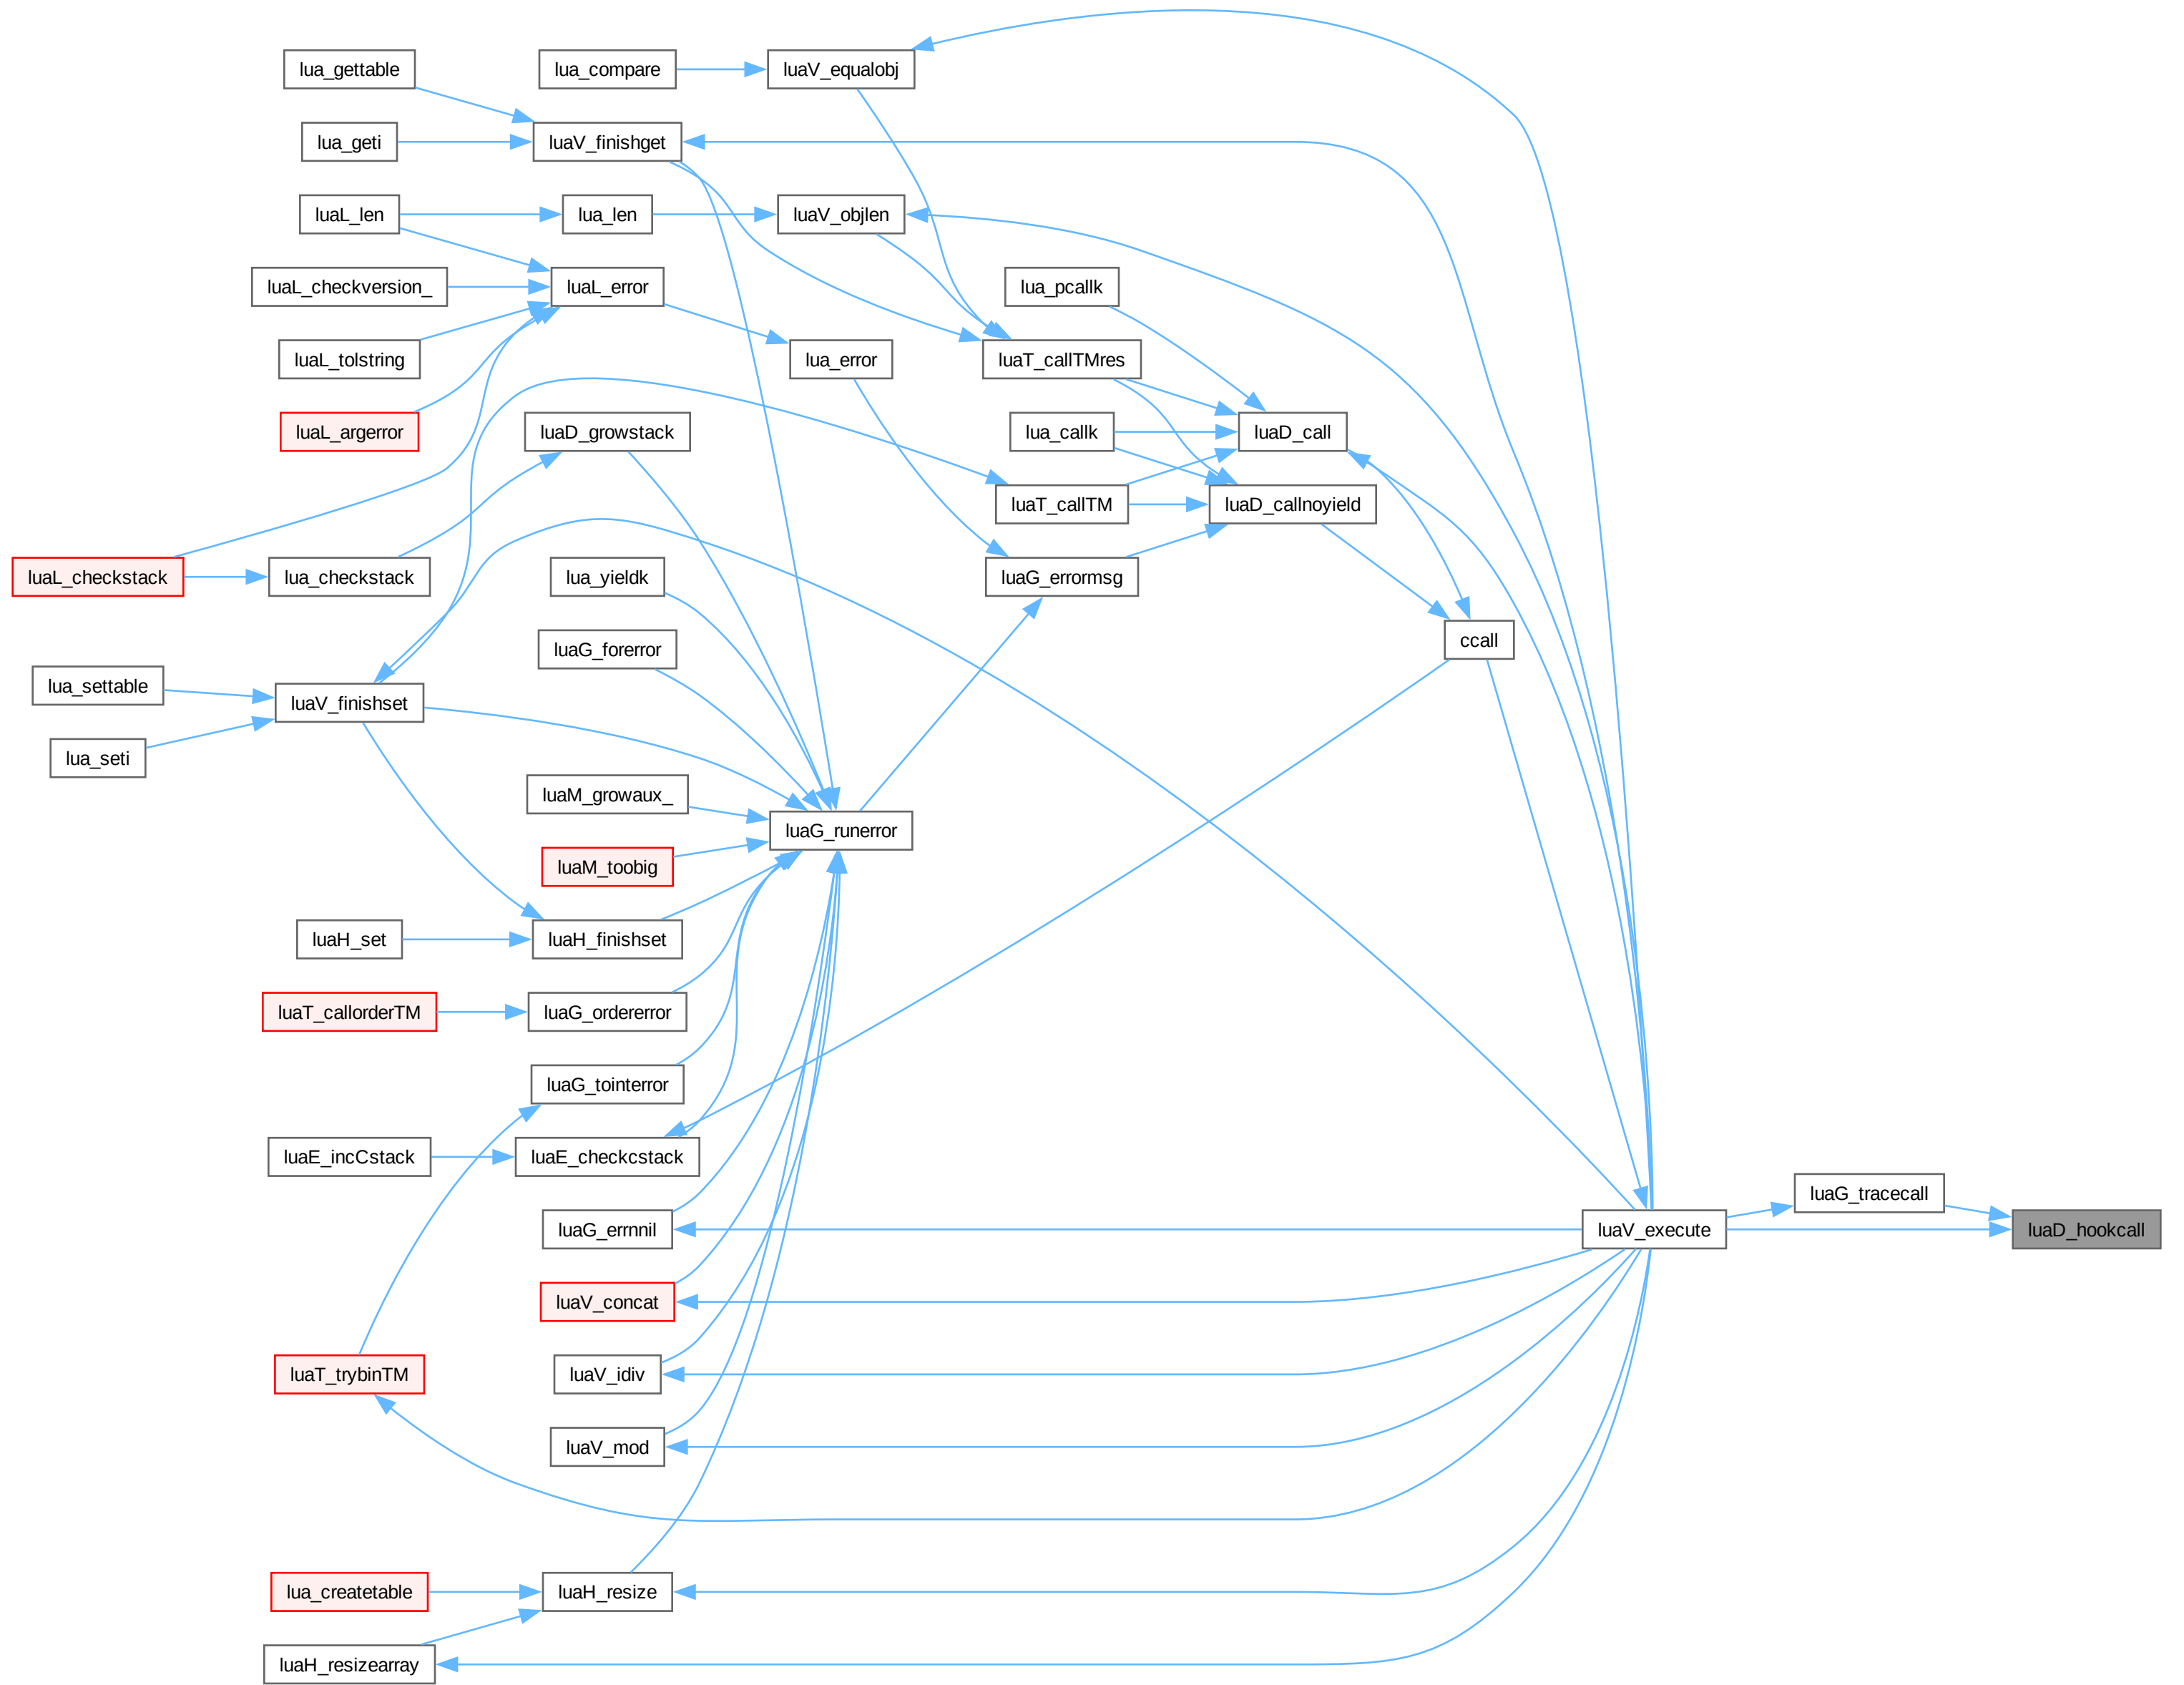 lua_gettable
lua_compare
luaV_equalobj
lua_geti
luaV_finishget
luaL_len
lua_len
luaV_objlen
luaL_checkversion_
luaL_error
lua_pcallk
luaL_tolstring
lua_error
luaT_callTMres
luaL_argerror
luaD_growstack
lua_callk
luaD_call
luaT_callTM
luaD_callnoyield
luaL_checkstack
lua_checkstack
lua_yieldk
luaG_errormsg
luaG_forerror
ccall
lua_settable
luaV_finishset
lua_seti
luaM_growaux_
luaG_runerror
luaM_toobig
luaH_set
luaH_finishset
luaT_callorderTM
luaG_ordererror
luaG_tointerror
luaE_incCstack
luaE_checkcstack
luaG_tracecall
luaG_errnnil
luaV_execute
luaD_hookcall
luaV_concat
luaT_trybinTM
luaV_idiv
luaV_mod
lua_createtable
luaH_resize
luaH_resizearray